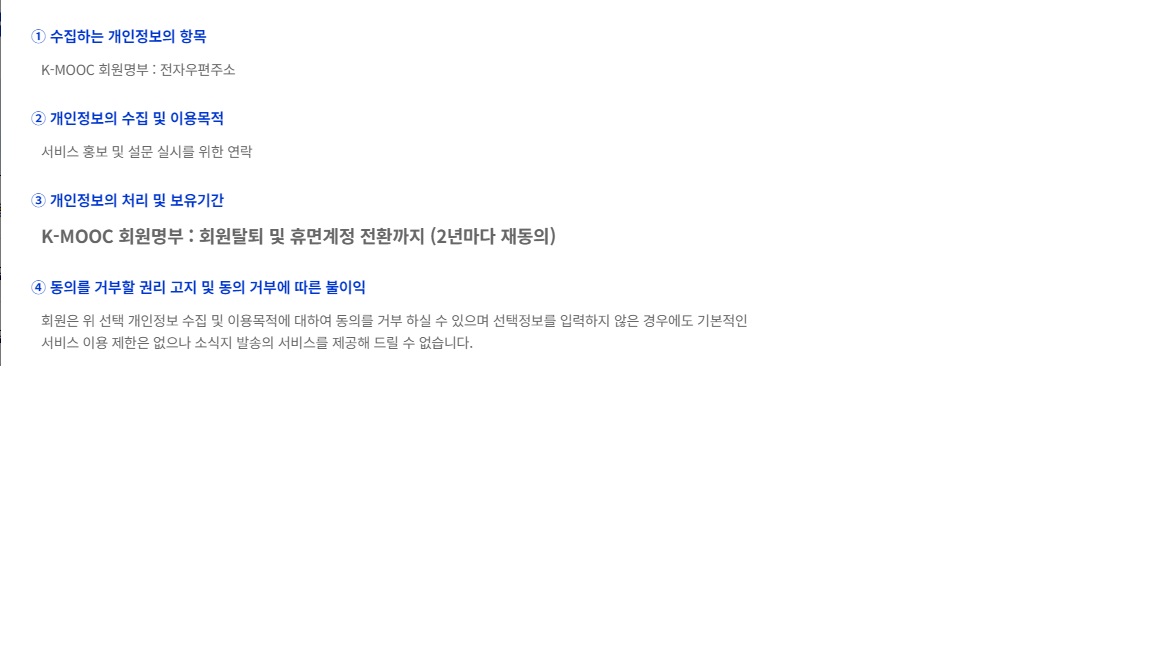 ① 수집하는 개인정보의 항목
K-MOOC 회원명부 : 전자우편주소
② 개인정보의 수집 및 이용목적
서비스 홍보 및 설문 실시를 위한 연락
③ 개인정보의 처리 및 보유기간
K-MOOC 회원명부 : 회원탈퇴 및 휴면계정 전환까지 (2년마다 재동의)
④ 동의를 거부할 권리 고지 및 동의 거부에 따른 불이익
회원은 위 선택 개인정보 수집 및 이용목적에 대하여 동의를 거부 하실 수 있으며 선택정보를 입력하지 않은 경우에도 기본적인
서비스 이용 제한은 없으나 소식지 발송의 서비스를 제공해 드릴 수 없습니다.